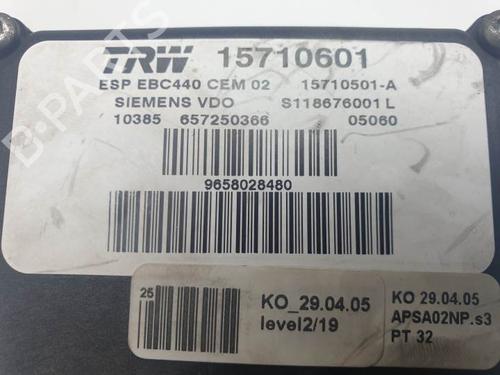 TRW 15710601
ESP EBC440 CEM 02 15710501-A
SIEMENS VDO S118676001 L
10385 657250366 05060
9658028480
25
KO_29.04.05
level2/19
KO 29.04.05
APSA02NP.s3
PT 32
B-PARTS